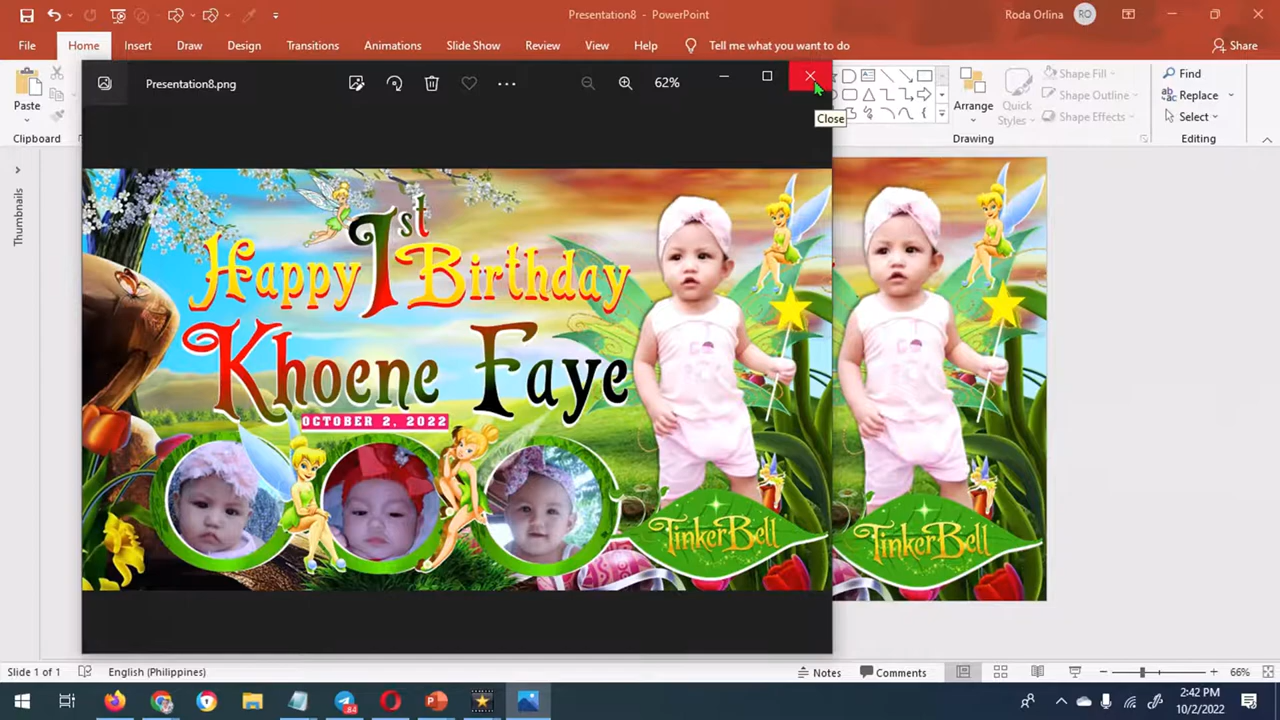 Presentation8 - PowerPoint
Roda Orlina
RO
File
Home
Insert
Draw
Design
Transitions
Animations
Slide Show
Review
View
Help
Tell me what you want to do
Share
Paste
Clipboard
Presentation8.png
62%
Close
Arrange
Quick
Styles
Shape Fill
Shape Outline
Shape Effects
Drawing
Find
Replace
Select
Editing
Thumbnails
Happy 1st Birthday
Khoene Faye
OCTOBER 2, 2022
TinkerBell
TinkerBell
Slide 1 of 1
English (Philippines)
Notes
Comments
66%
84
2:42 PM
10/2/2022